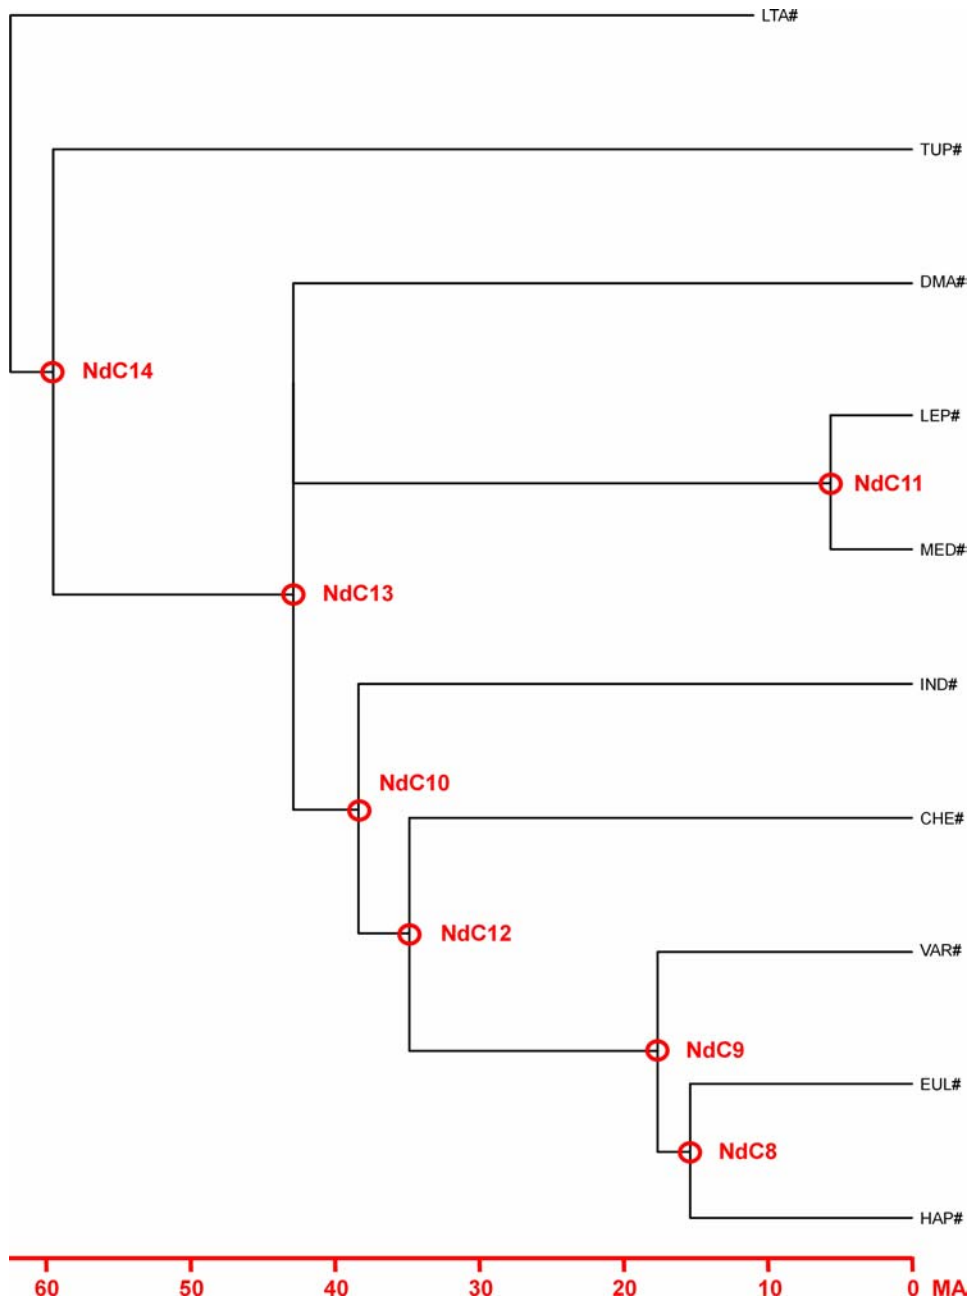 LTA#
TUP#
DMA#
NdC14
LEP#
NdC11
MED#
NdC13
IND#
NdC10
CHE#
NdC12
VAR#
NdC9
EUL#
NdC8
HAP#
60 50 40 30 20 10 0 MA